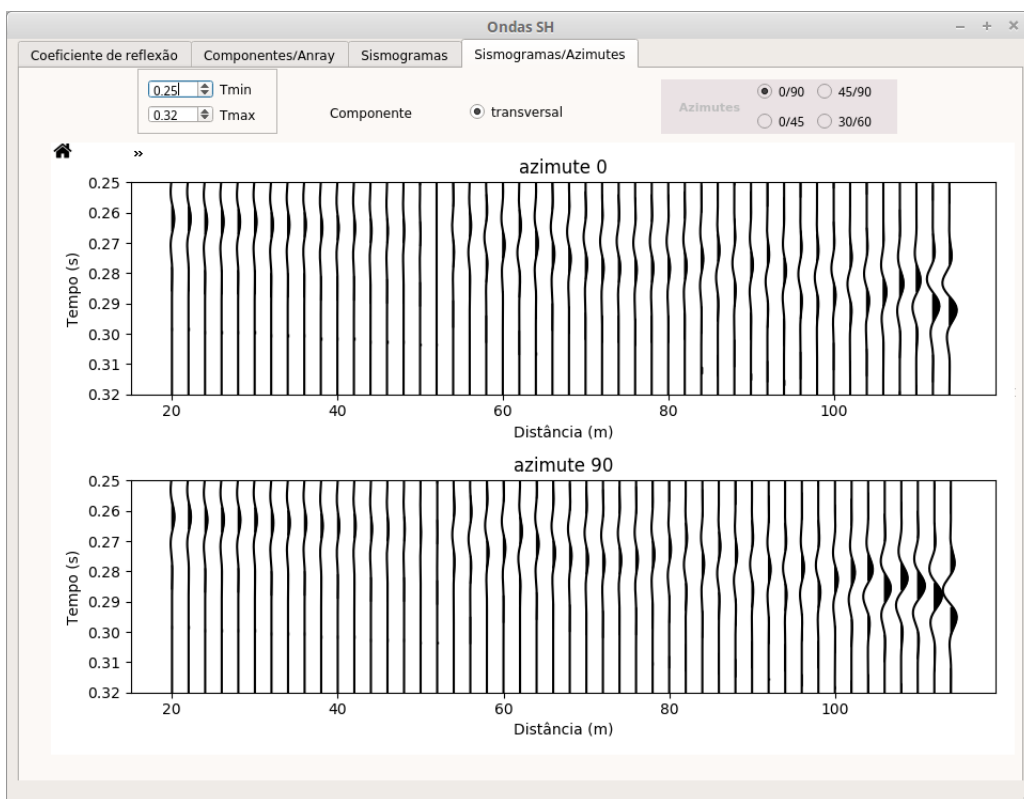 Ondas SH
Coeficiente de reflexão Componentes/Anray Sismogramas Sismogramas/Azimutes
0.25 Tmin
0.32 Tmax
Componente
transversal
Azimutes
0/90 45/90
0/45 30/60
»
azimute 0
0.25
0.26
0.27
0.28
0.29
0.30
0.31
0.32
Tempo (s)
20 40 60 80 100
Distância (m)
azimute 90
0.25
0.26
0.27
0.28
0.29
0.30
0.31
0.32
Tempo (s)
20 40 60 80 100
Distância (m)